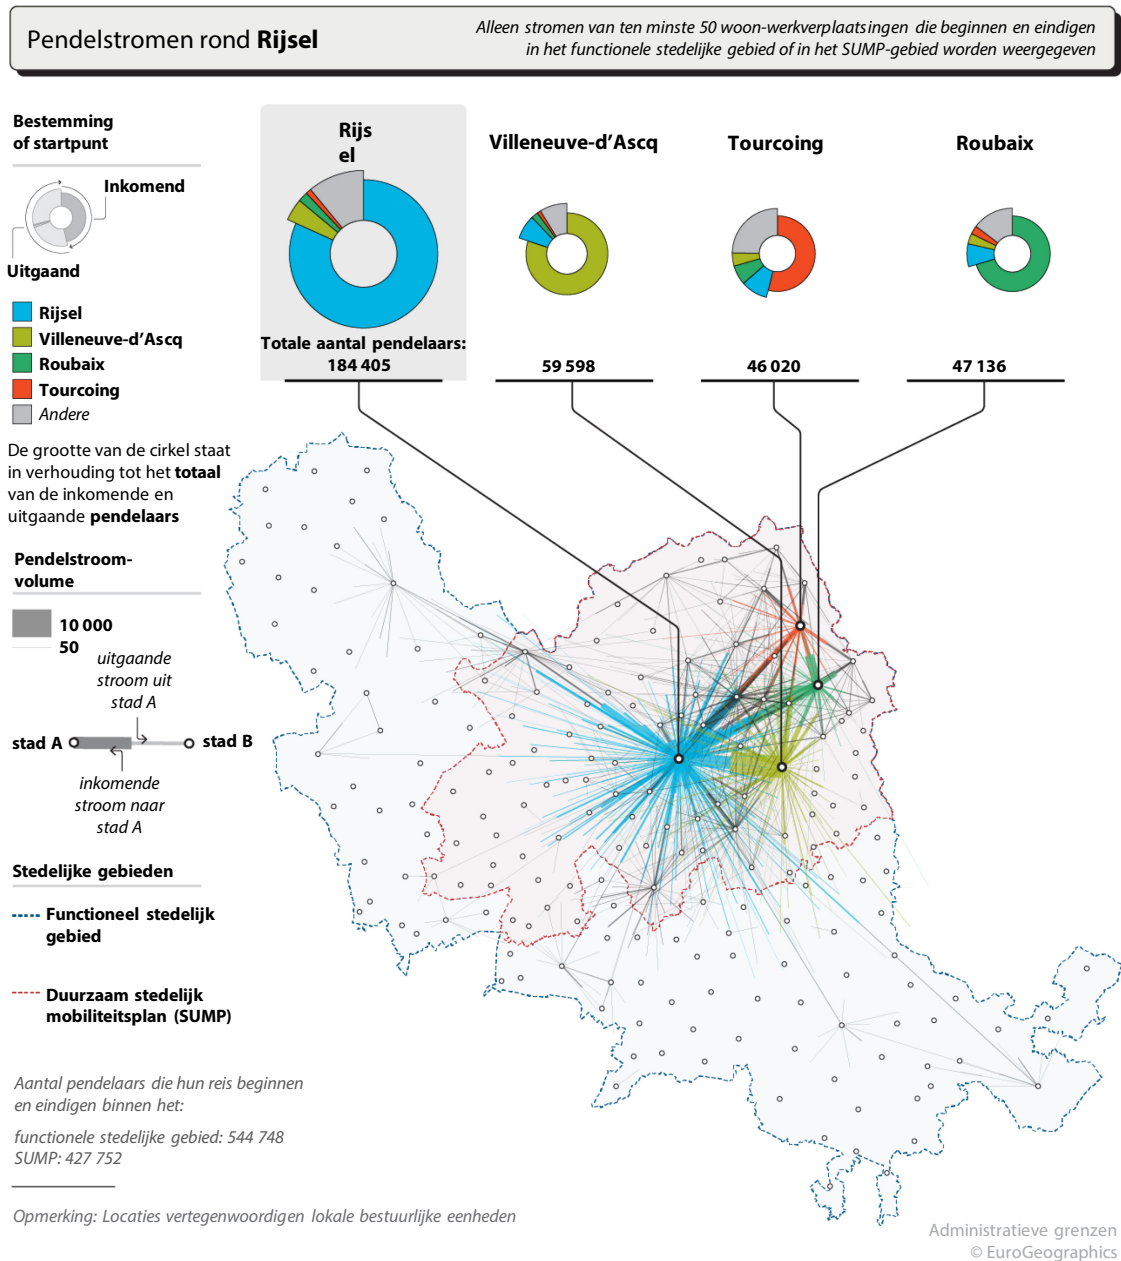 Pendelstromen rond Rijsel
Alleen stromen van ten minste 50 woon-werkverplaatsingen die beginnen en eindigen
in het functionele stedelijke gebied of in het SUMP-gebied worden weergegeven
Bestemming
of startpunt
Inkomend
Uitgaand
Rijsel
Villeneuve-d'Ascq
Roubaix
Tourcoing
Andere
De grootte van de cirkel staat
in verhouding tot het totaal
van de inkomende en
uitgaande pendelaars
Rijs
el
Villeneuve-d'Ascq
Tourcoing
Roubaix
Totale aantal pendelaars:
184 405
59 598
46 020
47 136
Pendelstroom-
volume
10 000
50
uitgaande
stroom uit
stad A
stad A
stad B
inkomende
stroom naar
stad A
Stedelijke gebieden
Functioneel stedelijk
gebied
Duurzaam stedelijk
mobiliteitsplan (SUMP)
Aantal pendelaars die hun reis beginnen
en eindigen binnen het:
functionele stedelijke gebied: 544 748
SUMP: 427 752
Opmerking: Locaties vertegenwoordigen lokale bestuurlijke eenheden
Administratieve grenzen
© EuroGeographics